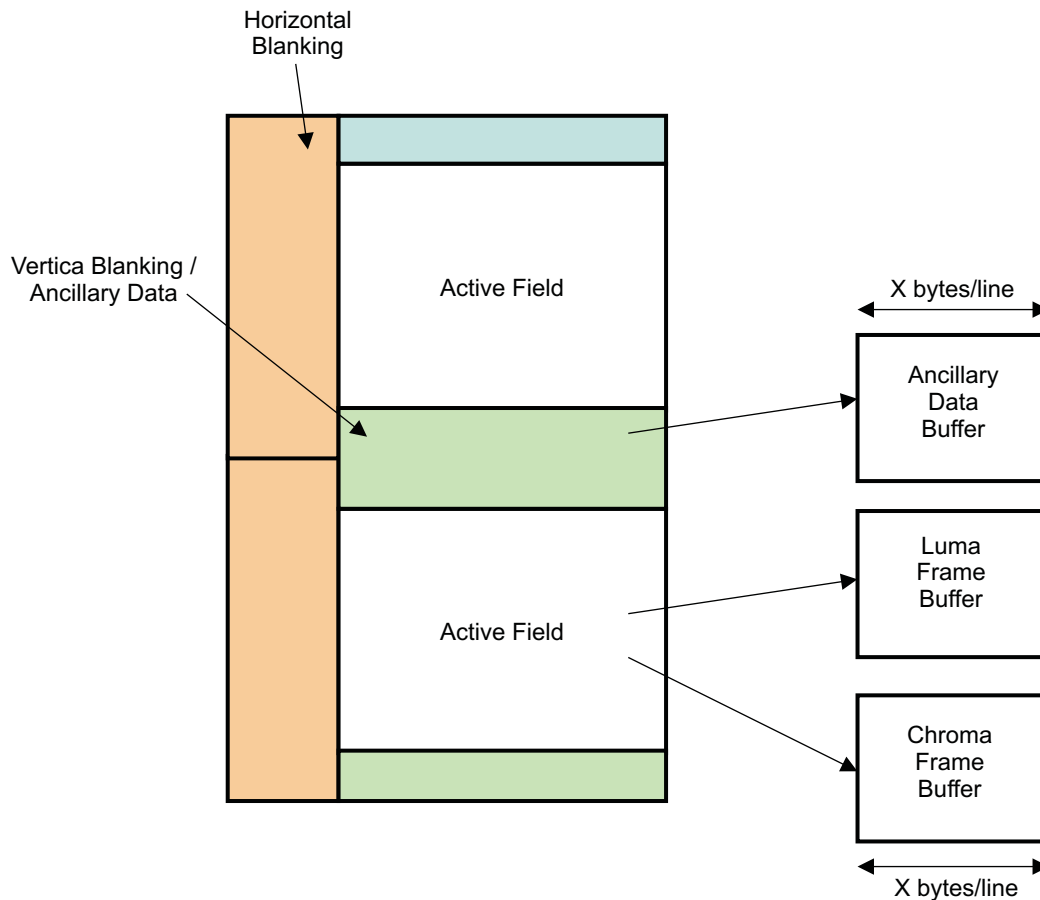 Horizontal
Blanking
Vertica Blanking /
Ancillary Data
Active Field
X bytes/line
Ancillary
Data
Buffer
Luma
Frame
Buffer
Active Field
Chroma
Frame
Buffer
X bytes/line